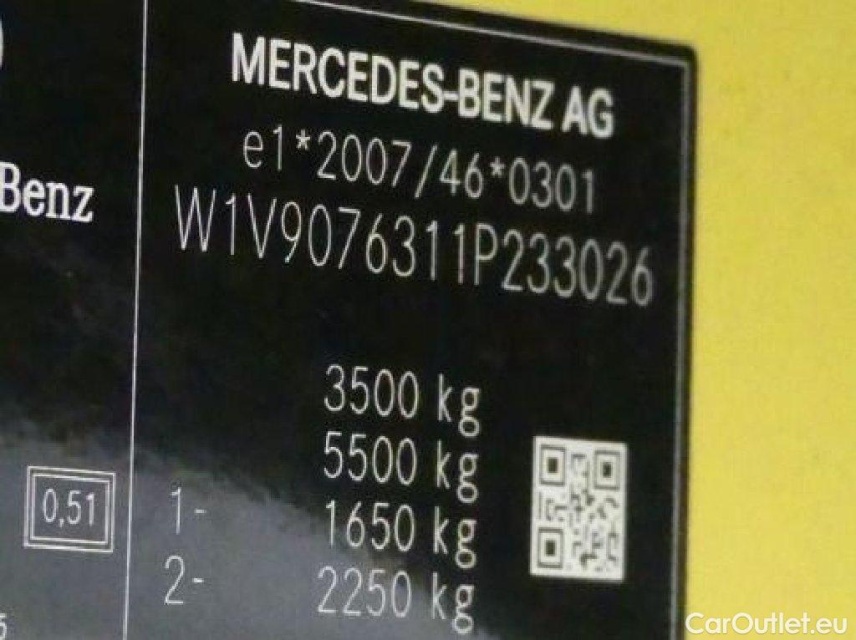 MERCEDES-BENZ AG
e1*2007/46*0301
Benz
W1V9076311P233026
3500 kg
5500 kg
0,51
1- 1650 kg
2- 2250 kg
CarOutlet.eu